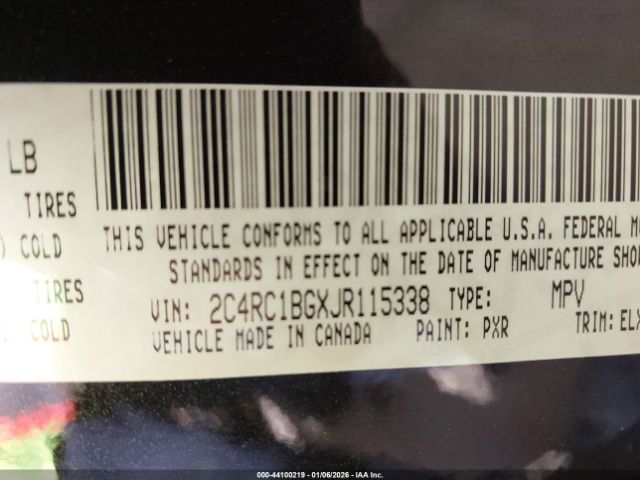 LB
TIRES
COLD
TIRES
COLD
THIS VEHICLE CONFORMS TO ALL APPLICABLE U.S.A. FEDERAL
STANDARDS IN EFFECT ON THE DATE OF MANUFACTURE
VIN: 2C4RC1BGXJR115338 TYPE: MPV
VEHICLE MADE IN CANADA PAINT: PXR TRIM: ELX
000-44100219 - 01/06/2026 - IAA Inc.